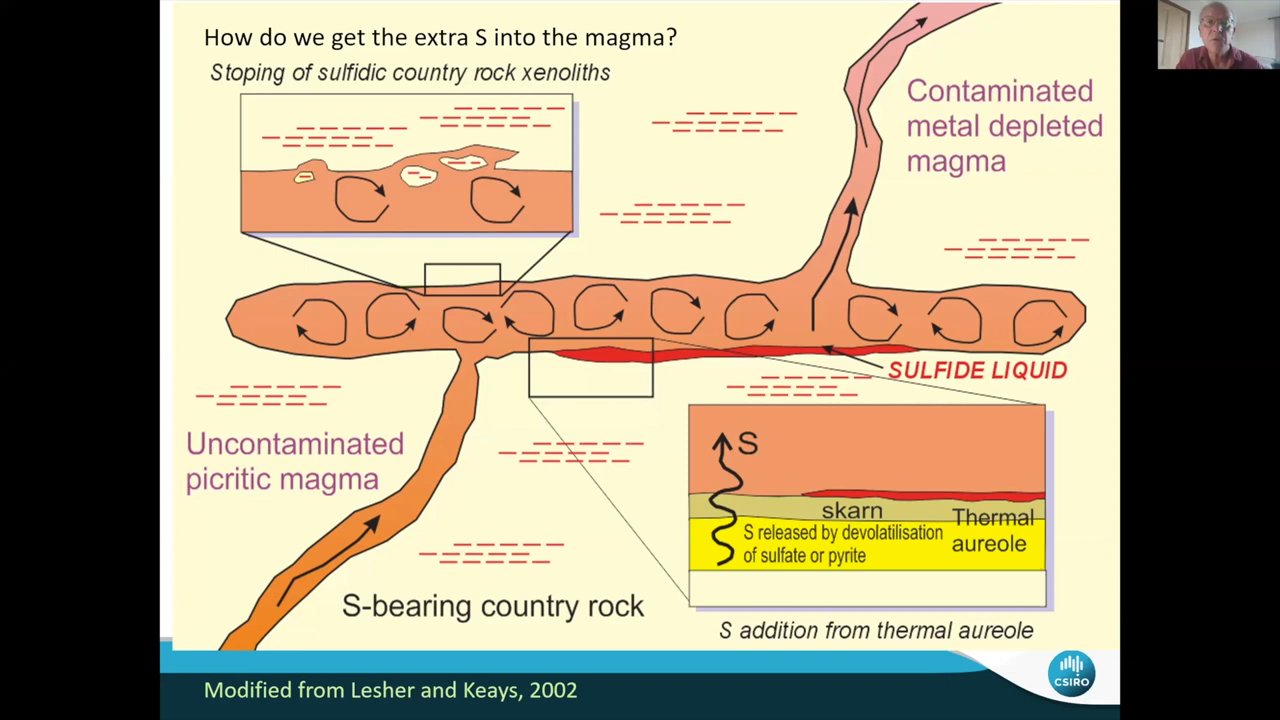 How do we get the extra S into the magma?
Stoping of sulfidic country rock xenoliths
Contaminated
metal depleted
magma
SULFIDE LIQUID
Uncontaminated
picritic magma
S
skarn
Thermal
aureole
S released by devolatilisation
of sulfate or pyrite
S-bearing country rock
S addition from thermal aureole
Modified from Lesher and Keays, 2002
CSIRO